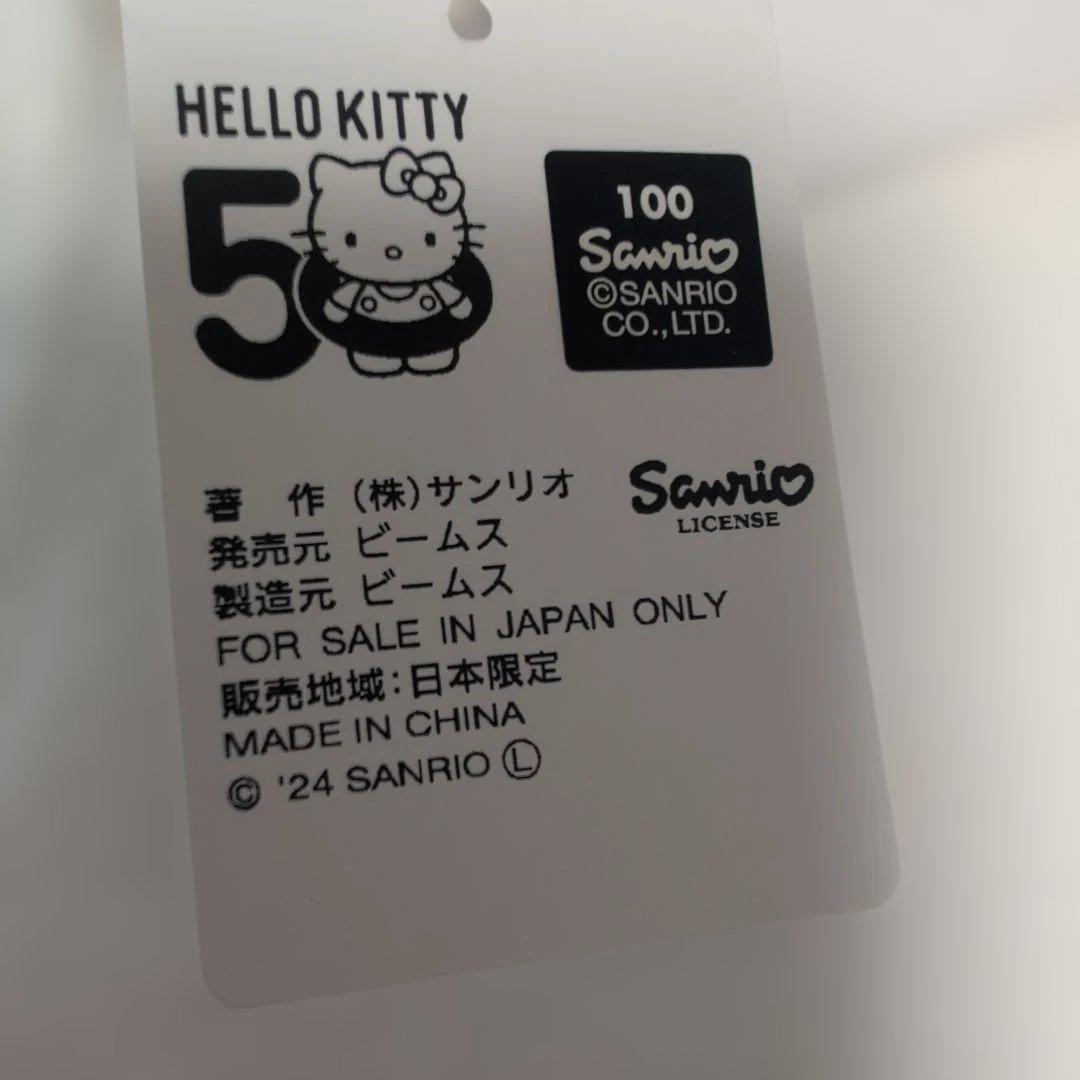 HELLO KITTY
50
100
Sanrio
©SANRIO
CO.,LTD.
Sanrio
LICENSE
著 作 (株)サンリオ
発売元 ビームス
製造元 ビームス
FOR SALE IN JAPAN ONLY
販売地域:日本限定
MADE IN CHINA
© '24 SANRIO Ⓛ